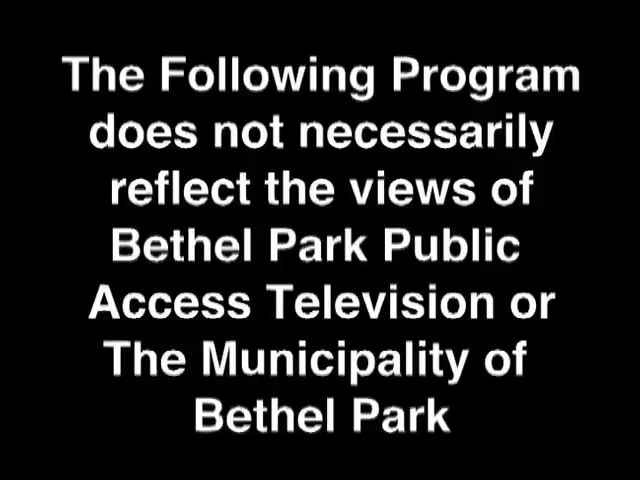 The Following Program
does not necessarily
reflect the views of
Bethel Park Public
Access Television or
The Municipality of
Bethel Park